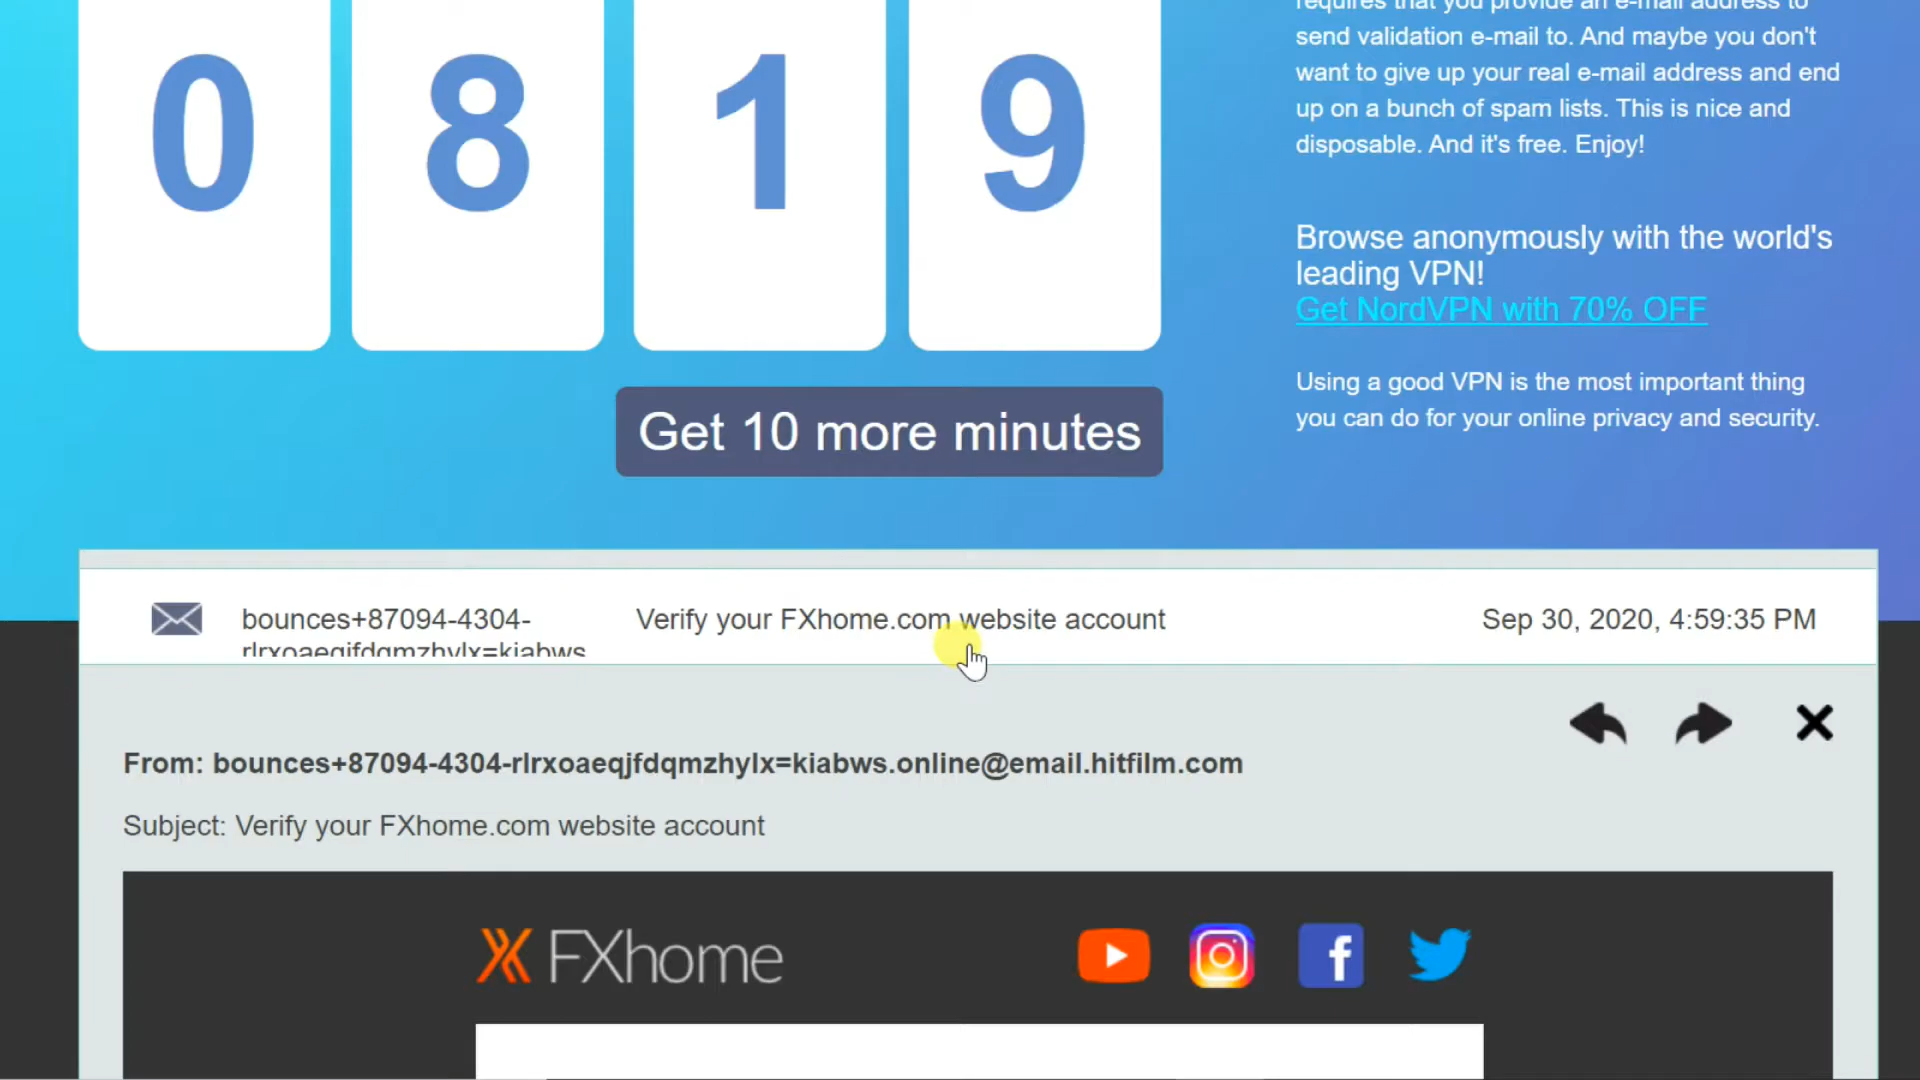 requires that you provide an e-mail address to
send validation e-mail to. And maybe you don't
want to give up your real e-mail address and end
up on a bunch of spam lists. This is nice and
disposable. And it's free. Enjoy!
0 8 1 9
Browse anonymously with the world's
leading VPN!
Get NordVPN with 70% OFF
Using a good VPN is the most important thing
you can do for your online privacy and security.
Get 10 more minutes
bounces+87094-4304- Verify your FXhome.com website account Sep 30, 2020, 4:59:35 PM
rlrxoaeqjfdqmzhylx=kiabws
From: bounces+87094-4304-rlrxoaeqjfdqmzhylx=kiabws.online@email.hitfilm.com
Subject: Verify your FXhome.com website account
FXhome